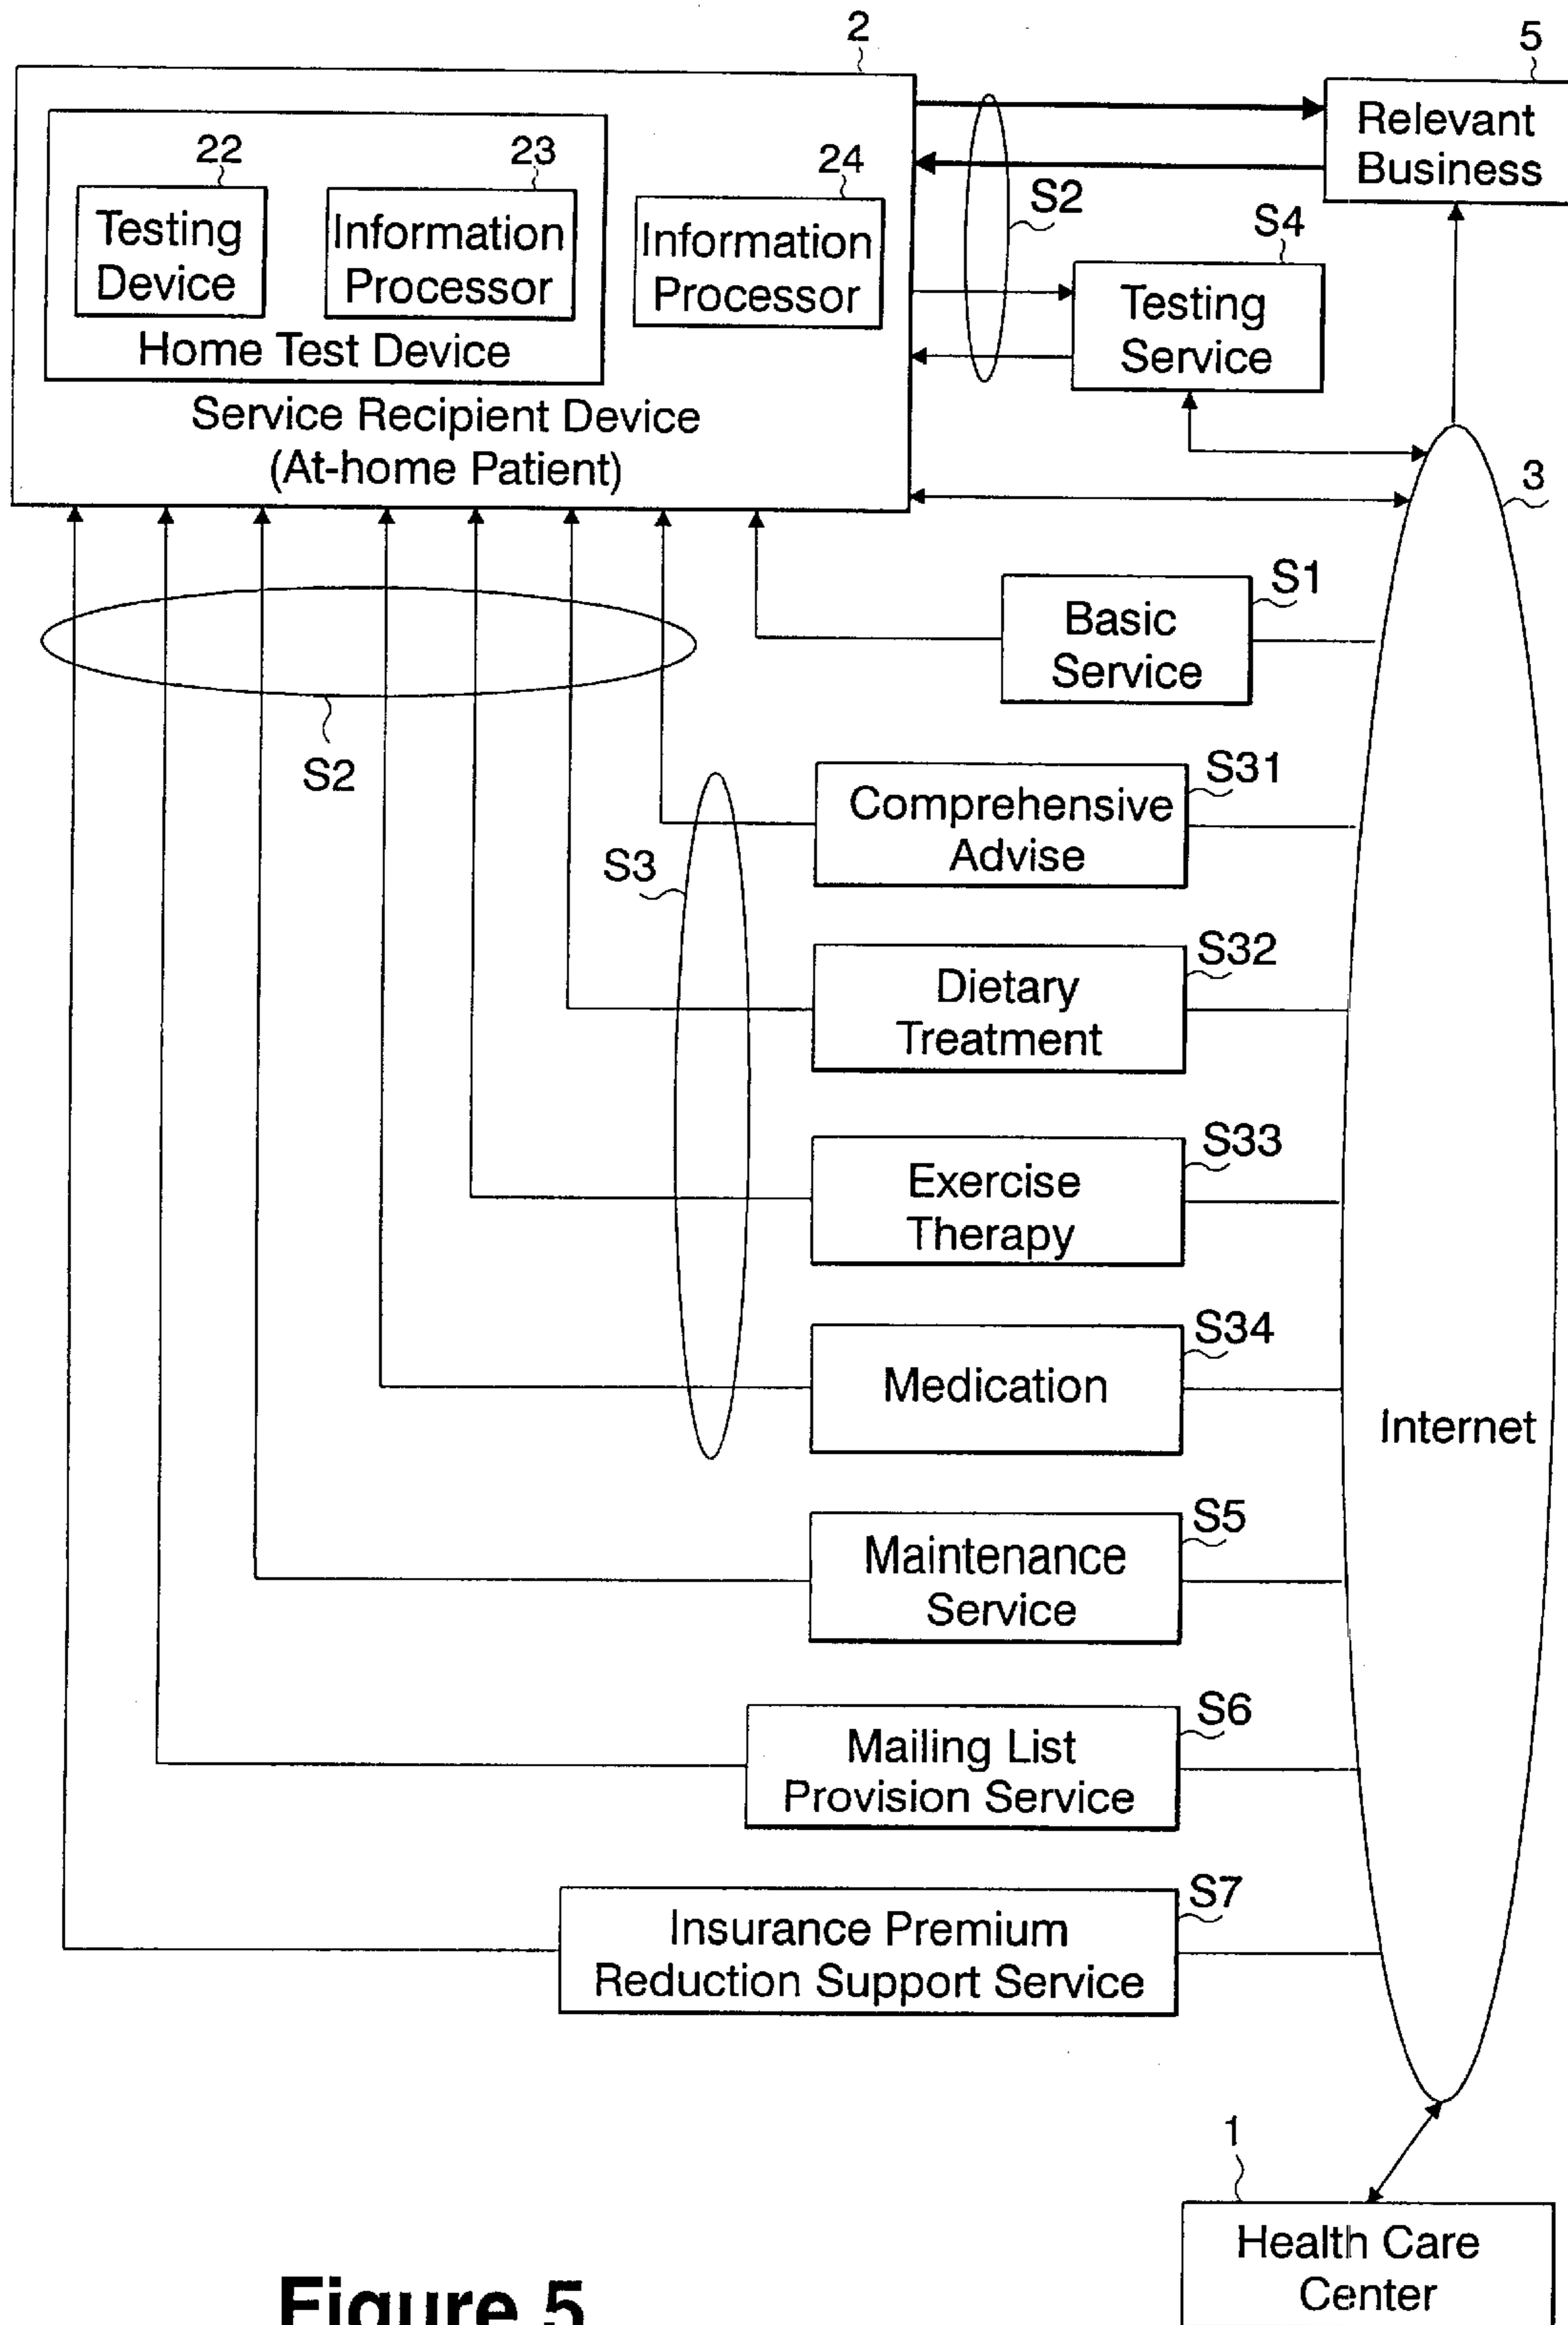 2
5
Relevant
Business
22
23
24
Testing
Device
Information
Processor
Information
Processor
Home Test Device
Service Recipient Device
(At-home Patient)
S2
S4
Testing
Service
3
S1
Basic
Service
S2
S31
Comprehensive
Advise
S3
S32
Dietary
Treatment
S33
Exercise
Therapy
S34
Medication
Internet
S5
Maintenance
Service
S6
Mailing List
Provision Service
S7
Insurance Premium
Reduction Support Service
1
Health Care
Center
Figure 5